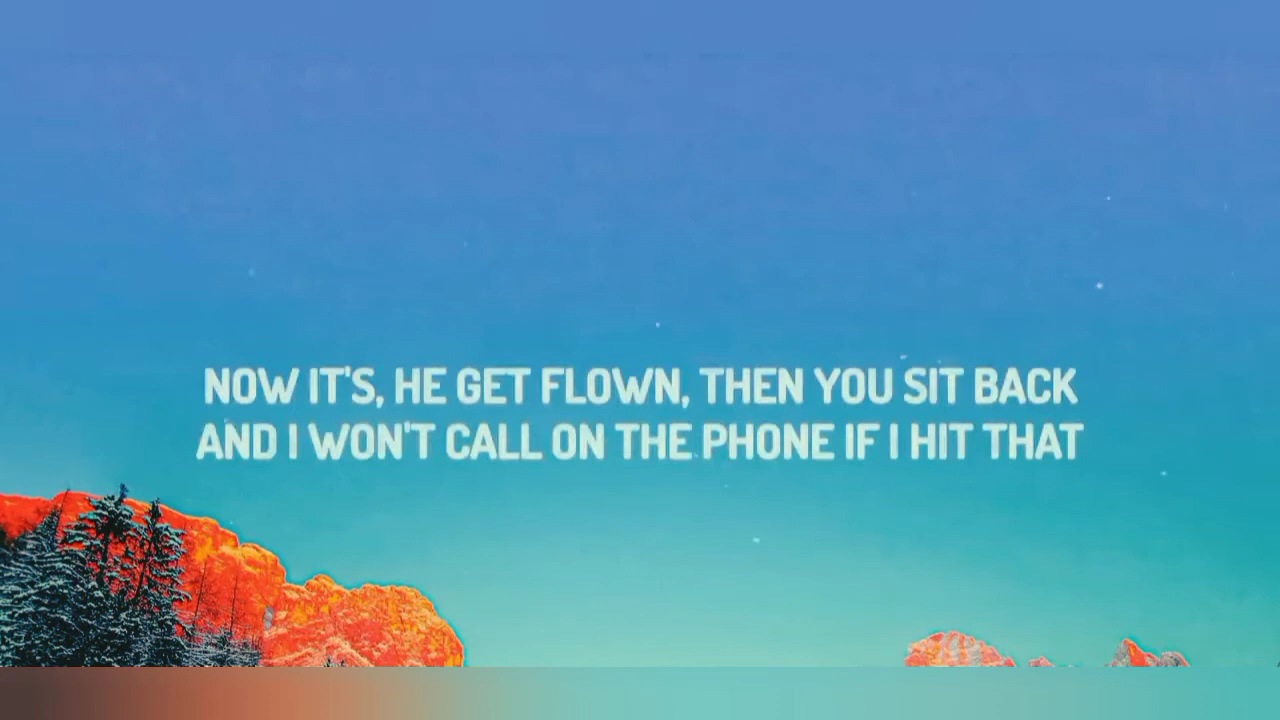 NOW IT'S, HE GET FLOWN, THEN YOU SIT BACK
AND I WON'T CALL ON THE PHONE IF I HIT THAT